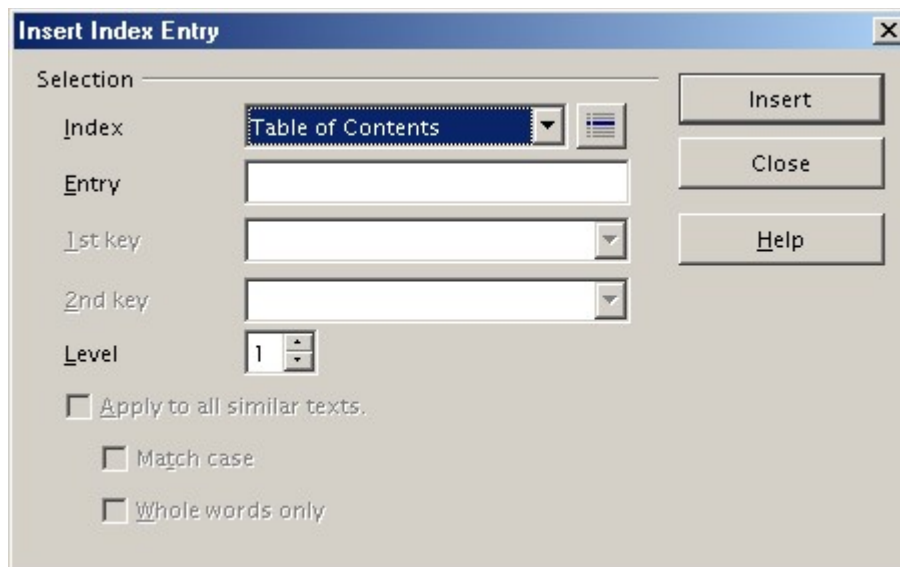 Insert Index Entry
Selection
Insert
Index
Table of Contents
Close
Entry
1st key
Help
2nd key
Level
1
Apply to all similar texts.
Match case
Whole words only